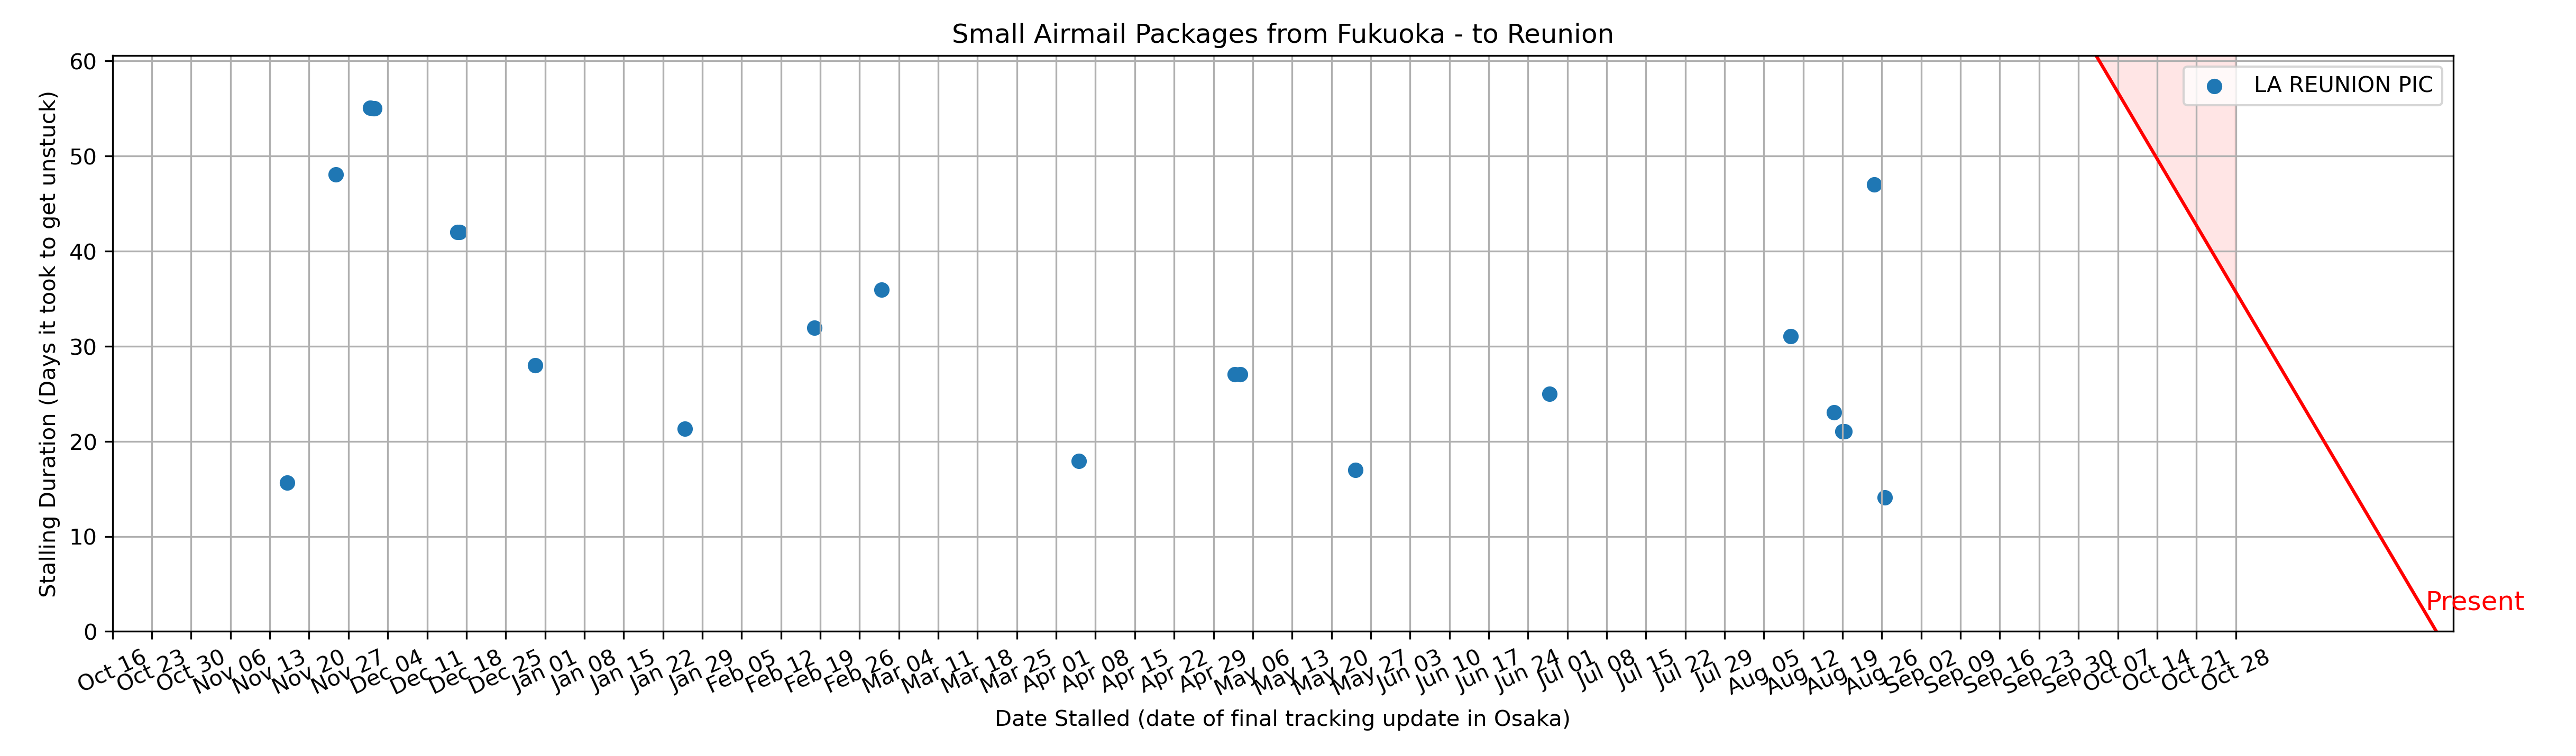 Small Airmail Packages from Fukuoka - to Reunion
LA REUNION PIC
Stalling Duration (Days it took to get unstuck)
60
50
40
30
20
10
0
Present
Oct 16
Oct 23
Oct 30
Nov 06
Nov 13
Nov 20
Nov 27
Dec 04
Dec 11
Dec 18
Dec 25
Jan 01
Jan 08
Jan 15
Jan 22
Jan 29
Feb 05
Feb 12
Feb 19
Feb 26
Mar 04
Mar 11
Mar 18
Mar 25
Apr 01
Apr 08
Apr 15
Apr 22
Apr 29
May 06
May 13
May 20
May 27
Jun 03
Jun 10
Jun 17
Jun 24
Jul 01
Jul 08
Jul 15
Jul 22
Jul 29
Aug 05
Aug 12
Aug 19
Aug 26
Sep 02
Sep 09
Sep 16
Sep 23
Sep 30
Oct 07
Oct 14
Oct 21
Oct 28
Date Stalled (date of final tracking update in Osaka)